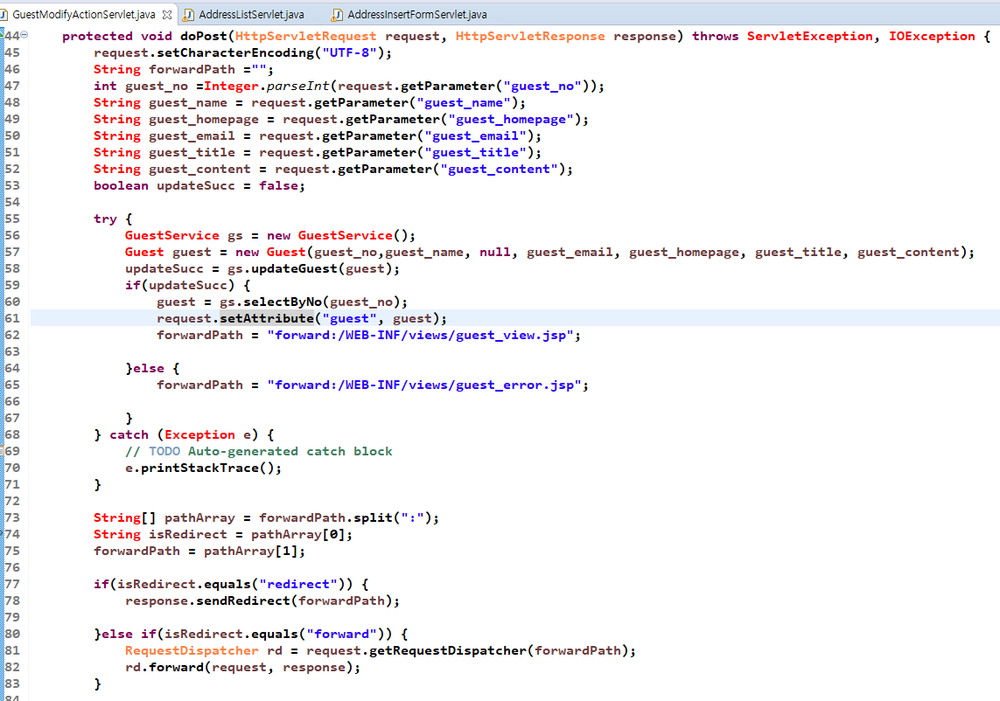 GuestModifyActionServlet.java AddressListServlet.java AddressInsertFormServlet.java
44 protected void doPost(HttpServletRequest request, HttpServletResponse response) throws ServletException, IOException {
45 request.setCharacterEncoding("UTF-8");
46 String forwardPath ="";
47 int guest_no =Integer.parseInt(request.getParameter("guest_no"));
48 String guest_name = request.getParameter("guest_name");
49 String guest_homepage = request.getParameter("guest_homepage");
50 String guest_email = request.getParameter("guest_email");
51 String guest_title = request.getParameter("guest_title");
52 String guest_content = request.getParameter("guest_content");
53 boolean updateSucc = false;
54
55 try {
56 GuestService gs = new GuestService();
57 Guest guest = new Guest(guest_no,guest_name, null, guest_email, guest_homepage, guest_title, guest_content);
58 updateSucc = gs.updateGuest(guest);
59 if(updateSucc) {
60 guest = gs.selectByNo(guest_no);
61 request.setAttribute("guest", guest);
62 forwardPath = "forward:/WEB-INF/views/guest_view.jsp";
63
64 }else {
65 forwardPath = "forward:/WEB-INF/views/guest_error.jsp";
66
67 }
68 } catch (Exception e) {
69 // TODO Auto-generated catch block
70 e.printStackTrace();
71 }
72
73 String[] pathArray = forwardPath.split(":");
74 String isRedirect = pathArray[0];
75 forwardPath = pathArray[1];
76
77 if(isRedirect.equals("redirect")) {
78 response.sendRedirect(forwardPath);
79
80 }else if(isRedirect.equals("forward")) {
81 RequestDispatcher rd = request.getRequestDispatcher(forwardPath);
82 rd.forward(request, response);
83 }
84